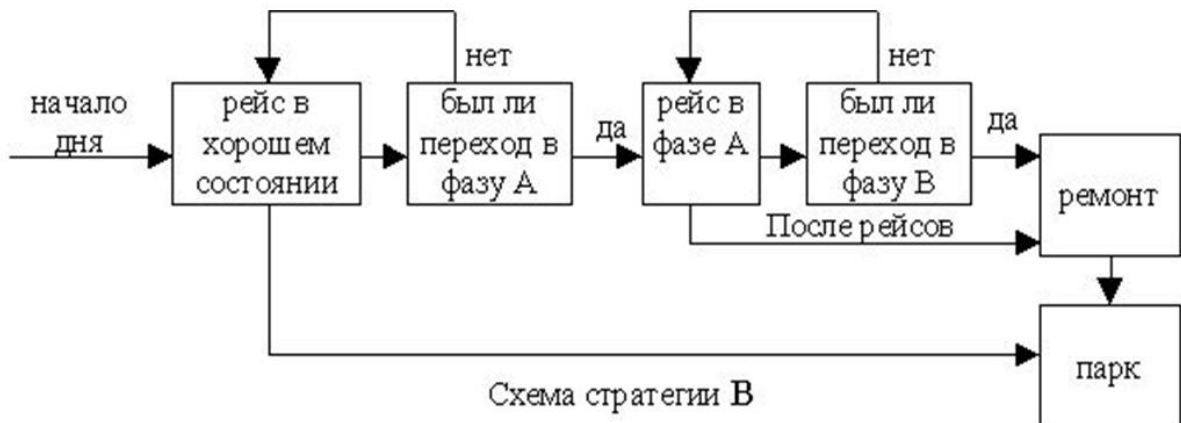 начало
дня
рейс в
хорошем
состоянии
нет
был ли
переход в
фазу А
да
рейс в
фазе А
нет
был ли
переход в
фазу В
да
ремонт
После рейсов
парк
Схема стратегии В